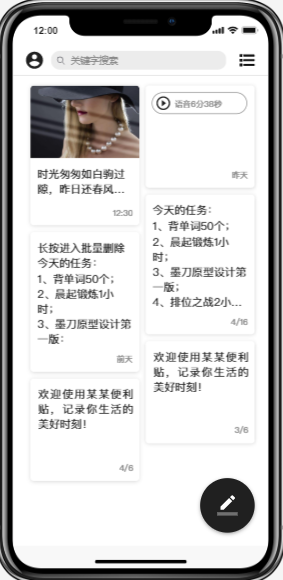 12:00
关键字搜索
时光匆匆如白驹过
隙，昨日还春风...
12:30
长按进入批量删除
今天的任务：
1、背单词50个；
2、晨起锻炼1小
时；
3、墨刀原型设计第
一版：
前天
欢迎使用某某便利
贴，记录你生活的
美好时刻！
4/6
语音6分38秒
昨天
今天的任务：
1、背单词50个；
2、晨起锻炼1小
时；
3、墨刀原型设计第
一版；
4、排位之战2小...
4/16
欢迎使用某某便利
贴，记录你生活的
美好时刻！
3/6